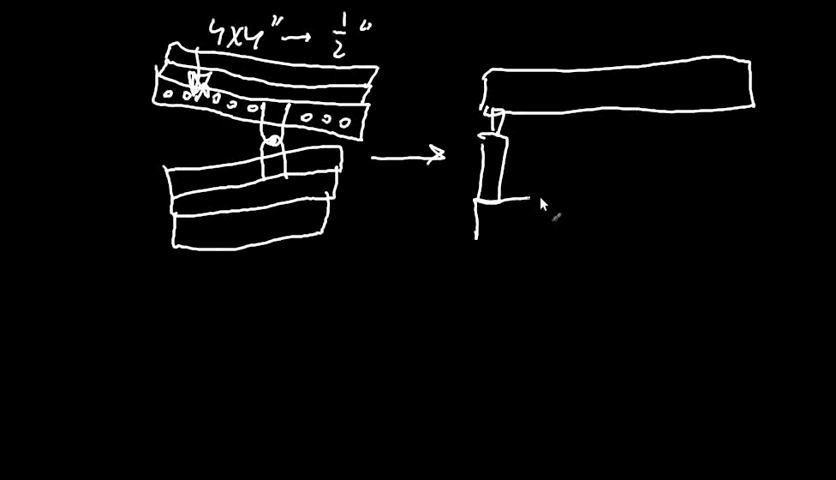 4x4" → 1/2"